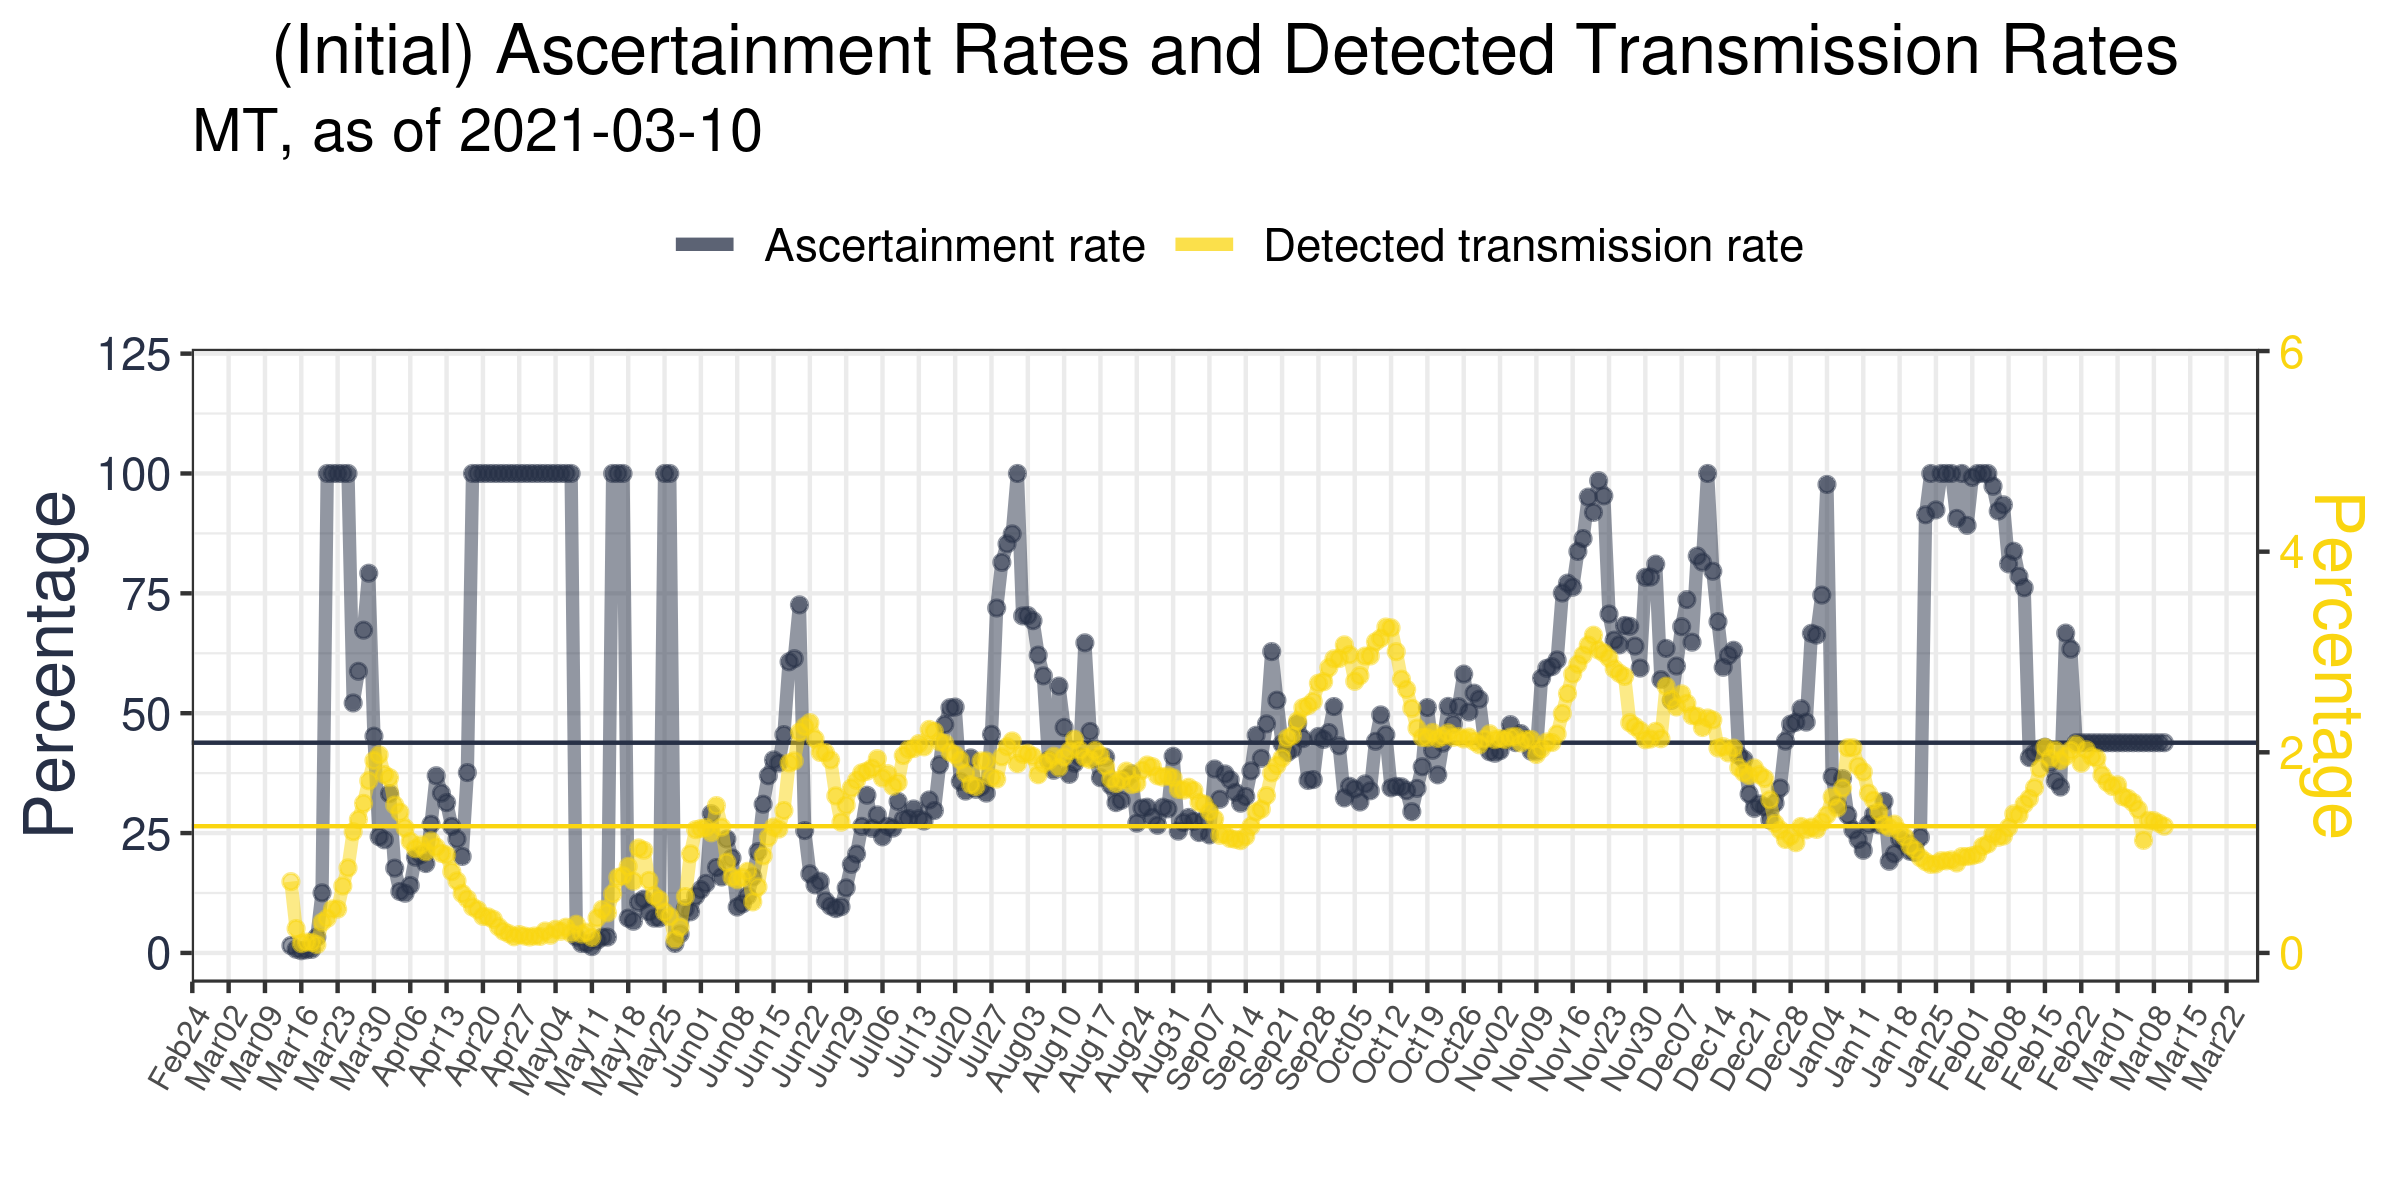 (Initial) Ascertainment Rates and Detected Transmission Rates
MT, as of 2021-03-10
Ascertainment rate
Detected transmission rate
Percentage
125
100
75
50
25
0
6
4
2
0
Percentage
Feb24
Mar02
Mar09
Mar16
Mar23
Mar30
Apr06
Apr13
Apr20
Apr27
May04
May11
May18
May25
Jun01
Jun08
Jun15
Jun22
Jun29
Jul06
Jul13
Jul20
Jul27
Aug03
Aug10
Aug17
Aug24
Aug31
Sep07
Sep14
Sep21
Sep28
Oct05
Oct12
Oct19
Oct26
Nov02
Nov09
Nov16
Nov23
Nov30
Dec07
Dec14
Dec21
Dec28
Jan04
Jan11
Jan18
Jan25
Feb01
Feb08
Feb15
Feb22
Mar01
Mar08
Mar15
Mar22